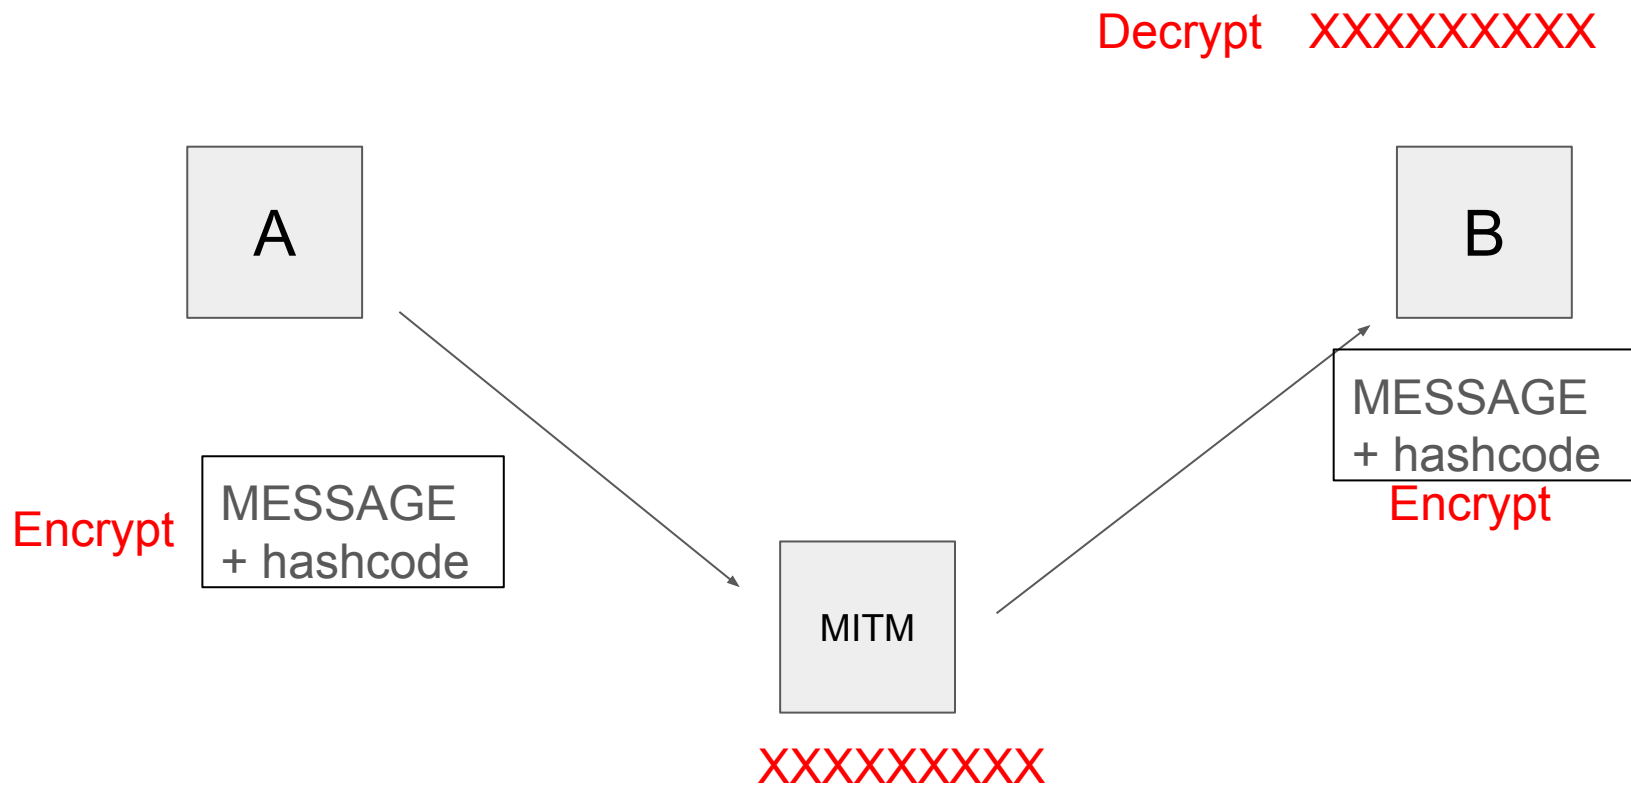 Decrypt XXXXXXXXX
A
B
MESSAGE
+ hashcode
Encrypt
Encrypt
MESSAGE
+ hashcode
MITM
XXXXXXXXX